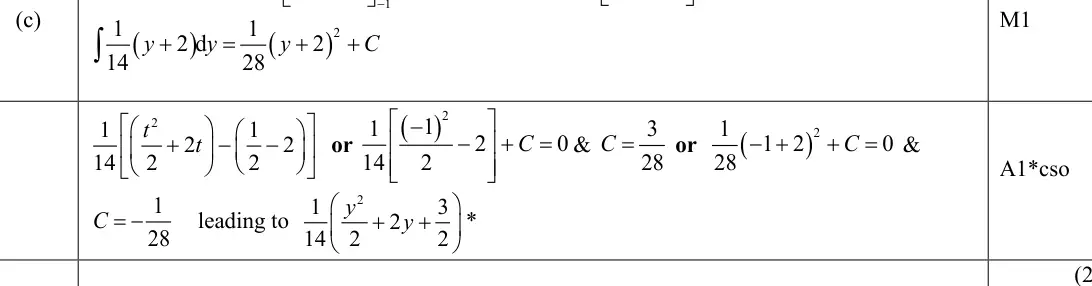 (c) ∫ 1/14 (y + 2) dy = 1/28 (y + 2)² + C M1
1/14 [(t²/2 + 2t) − (1/2 − 2)] or 1/14 [(−1)²/2 − 2] + C = 0 & C = 3/28 or 1/28 (−1 + 2)² + C = 0 &
A1*cso
C = −1/28 leading to 1/14 (y²/2 + 2y + 3/2) *
(2